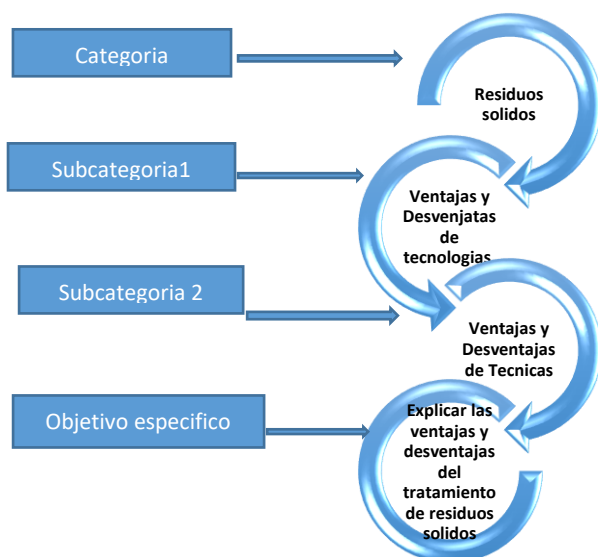 Categoria
Residuos
solidos
Subcategoria1
Ventajas y
Desvenjatas
de
tecnologias
Subcategoria 2
Ventajas y
Desventajas
de Tecnicas
Objetivo especifico
Explicar las
ventajas y
desventajas
del
tratamiento
de residuos
solidos